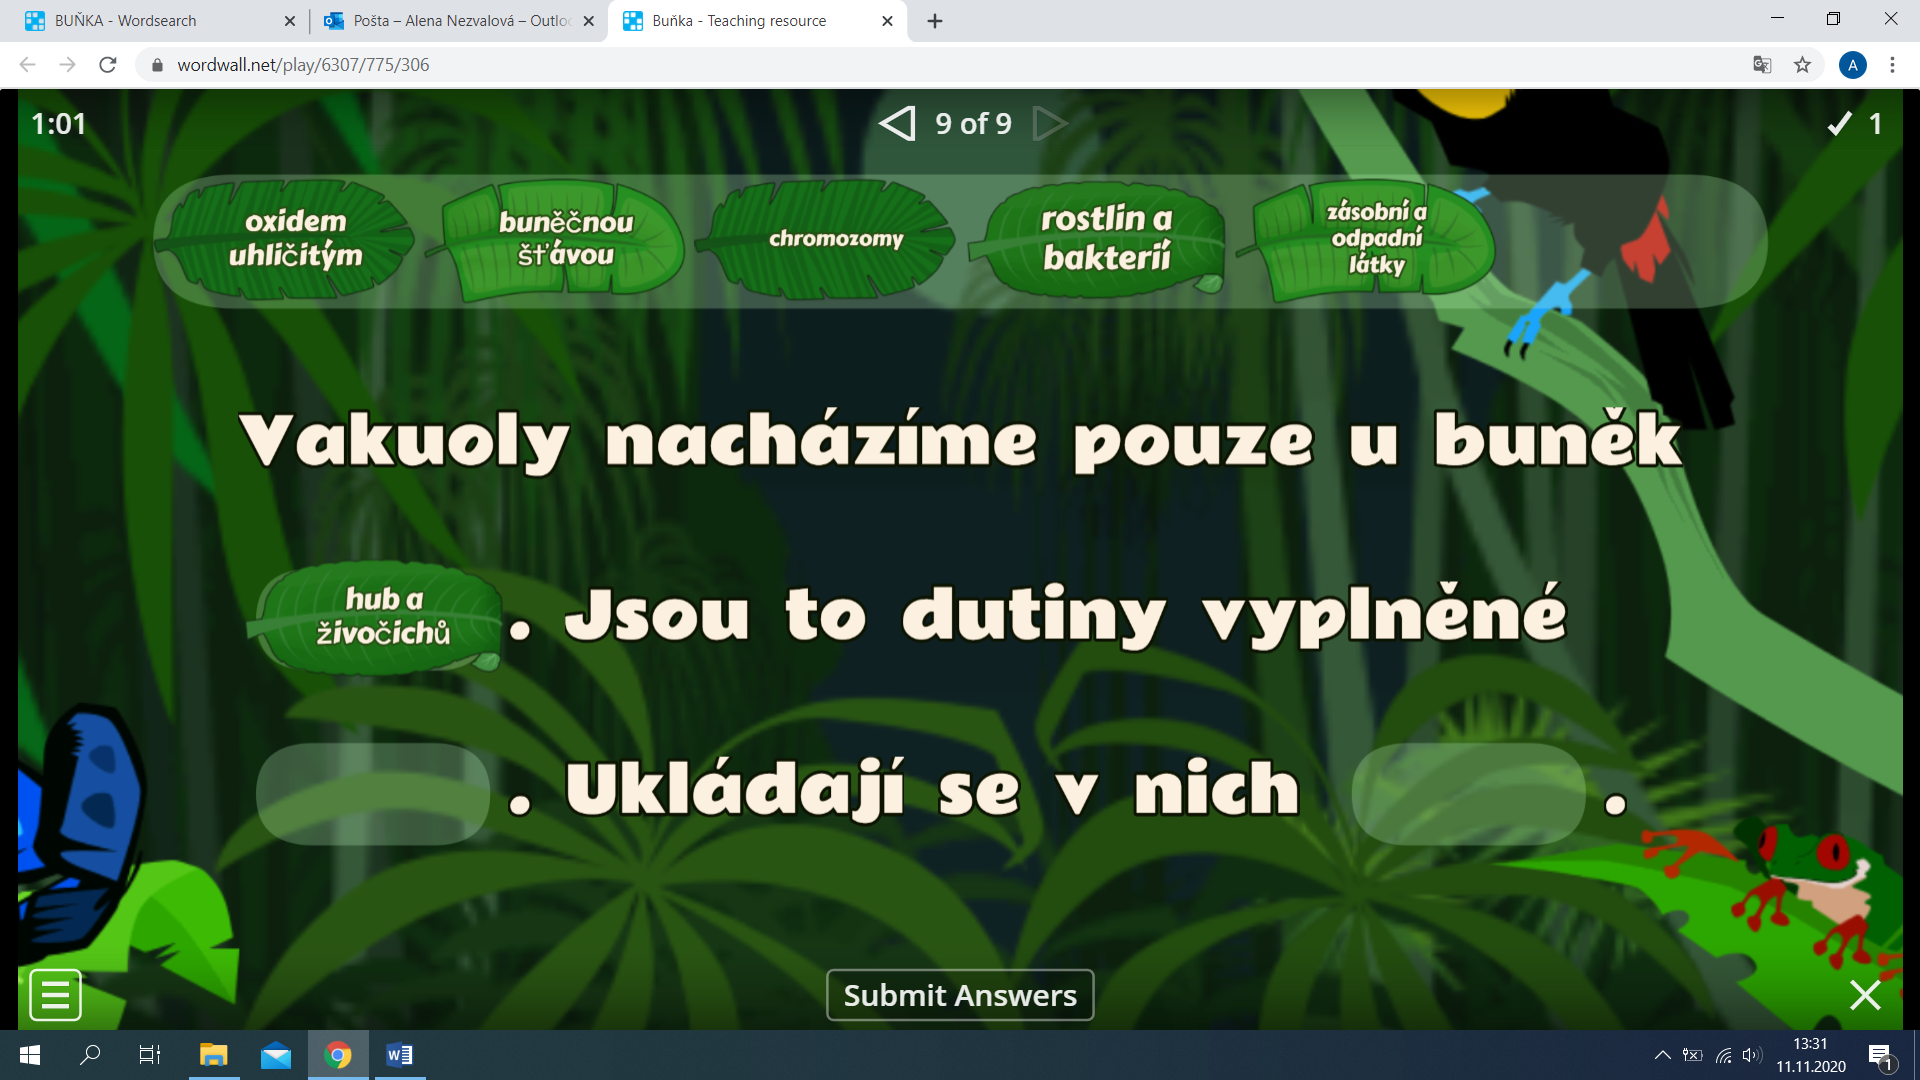 BUŇKA - Wordsearch
Pošta – Alena Nezvalová – Outlo
Buňka - Teaching resource
wordwall.net/play/6307/775/306
A
1:01
9 of 9
1
oxidem
uhličitým
buněčnou
šťávou
chromozomy
rostlin a
bakterií
zásobní a
odpadní
látky
Vakuoly nacházíme pouze u buněk
hub a
živočichů
. Jsou to dutiny vyplněné
. Ukládají se v nich .
Submit Answers
13:31
11.11.2020
1